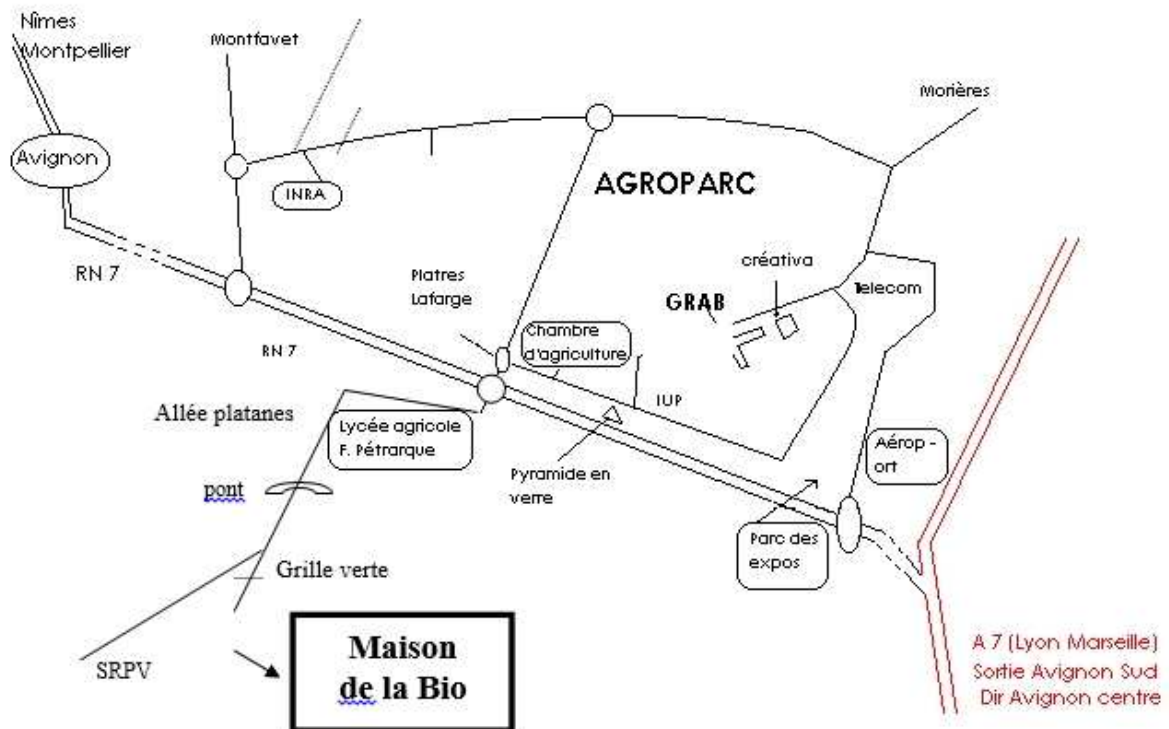 Nîmes
Montpellier
Montfavet
Morières
Avignon
INRA
AGROPARC
RN 7
Platres
Lafarge
créativa
GRAB
Telecom
Chambre
d'agriculture
RN 7
IUP
Allée platanes
Lycée agricole
F. Pétrarque
Aérop -
ort
Pyramide en
verre
pont
Parc des
expos
Grille verte
SRPV
Maison
de la Bio
A 7 (Lyon Marseille)
Sortie Avignon Sud
Dir Avignon centre